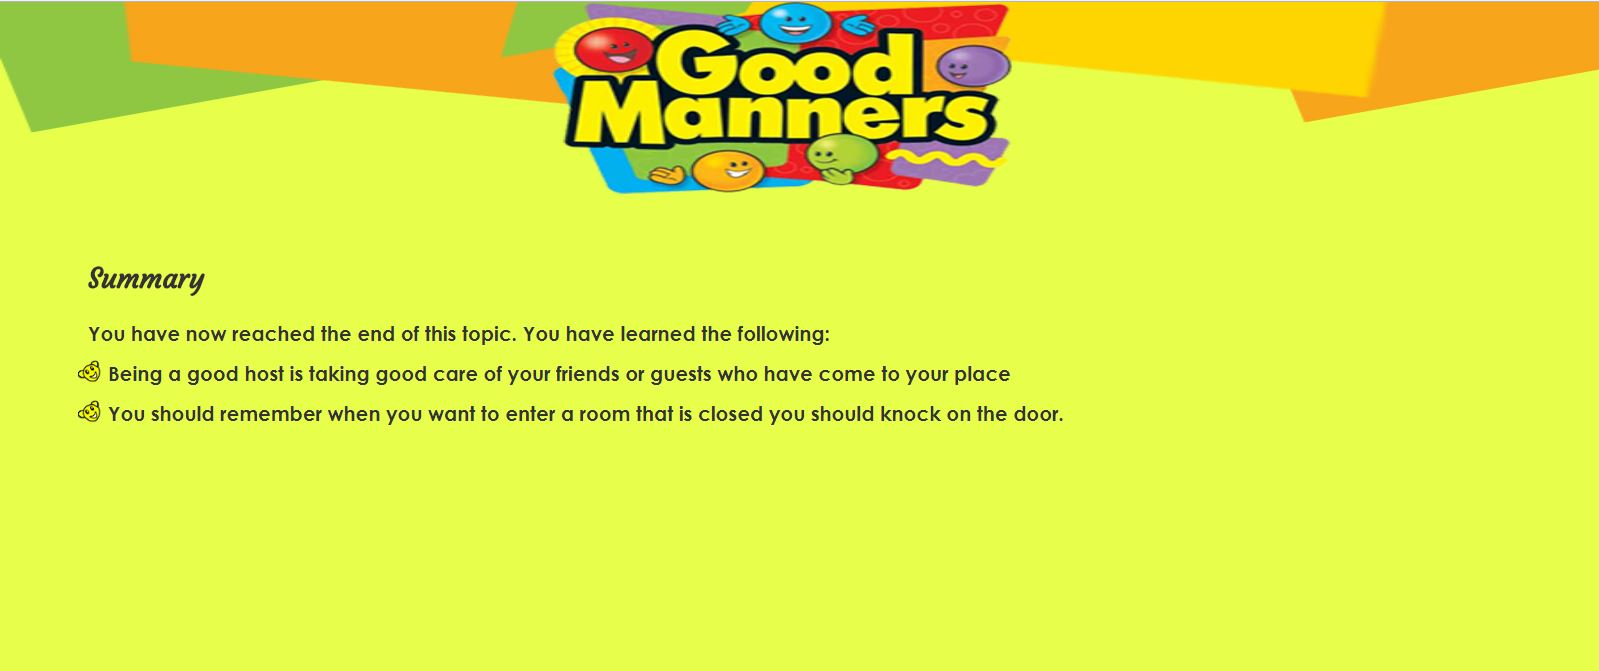 Good
Manners
Summary
You have now reached the end of this topic. You have learned the following:
Being a good host is taking good care of your friends or guests who have come to your place
You should remember when you want to enter a room that is closed you should knock on the door.